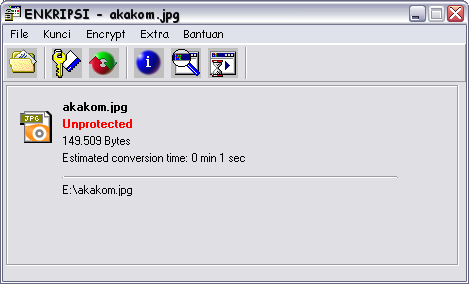 ENKRIPSI - akakom.jpg
File Kunci Encrypt Extra Bantuan
JPG
akakom.jpg
Unprotected
149.509 Bytes
Estimated conversion time: 0 min 1 sec
E:\akakom.jpg